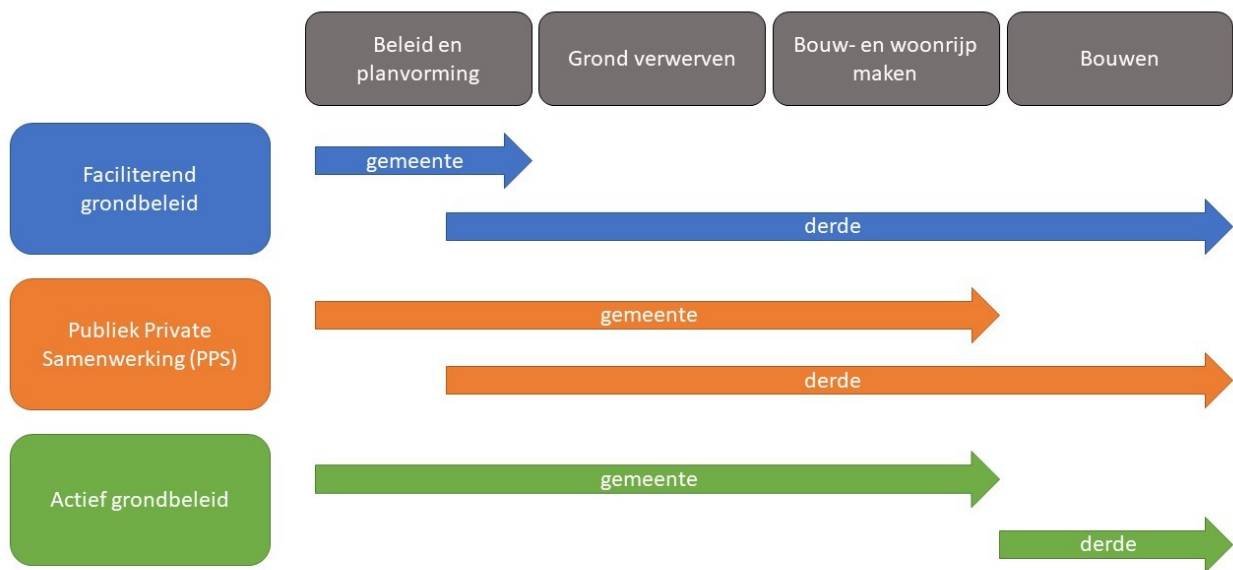 Beleid en
planvorming
Grond verwerven
Bouw- en woonrijp
maken
Bouwen
Faciliterend
grondbeleid
gemeente
derde
Publiek Private
Samenwerking (PPS)
gemeente
derde
Actief grondbeleid
gemeente
derde